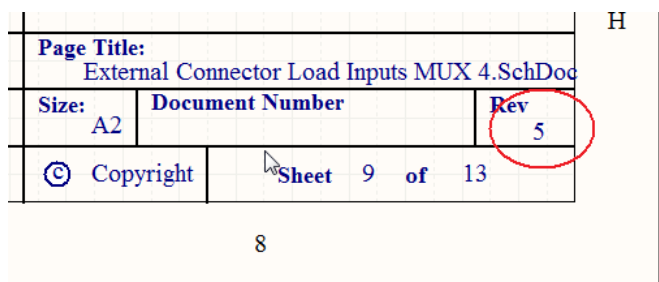 H
Page Title:
External Connector Load Inputs MUX 4.SchDoc
Size: Document Number Rev
A2 5
© Copyright Sheet 9 of 13
8